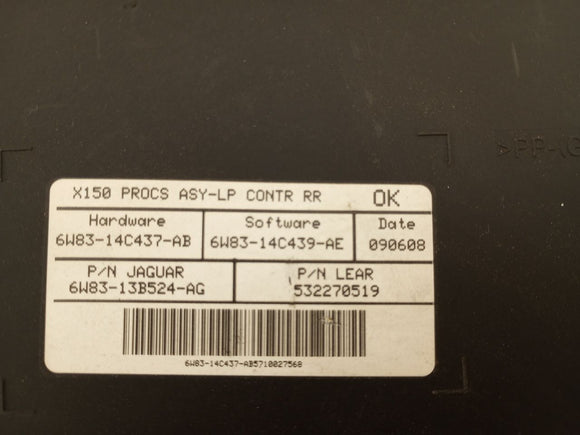 X150 PROCS ASY-LP CONTR RR OK
Hardware Software Date
6W83-14C437-AB 6W83-14C439-AE 090608
P/N JAGUAR P/N LEAR
6W83-13B524-AG 532270519
6W83-14C437-AB5710027568